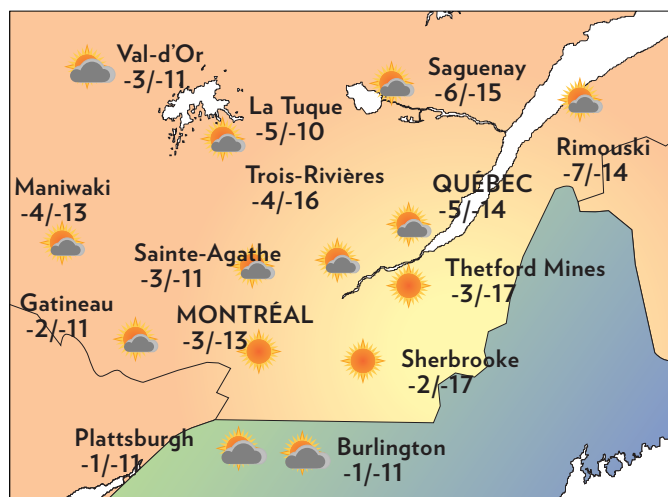 Val-d'Or
-3/-11
Saguenay
-6/-15
La Tuque
-5/-10
Rimouski
-7/-14
Trois-Rivières
-4/-16
QUÉBEC
-5/-14
Maniwaki
-4/-13
Sainte-Agathe
-3/-11
Thetford Mines
-3/-17
Gatineau
-2/-11
MONTRÉAL
-3/-13
Sherbrooke
-2/-17
Plattsburgh
-1/-11
Burlington
-1/-11